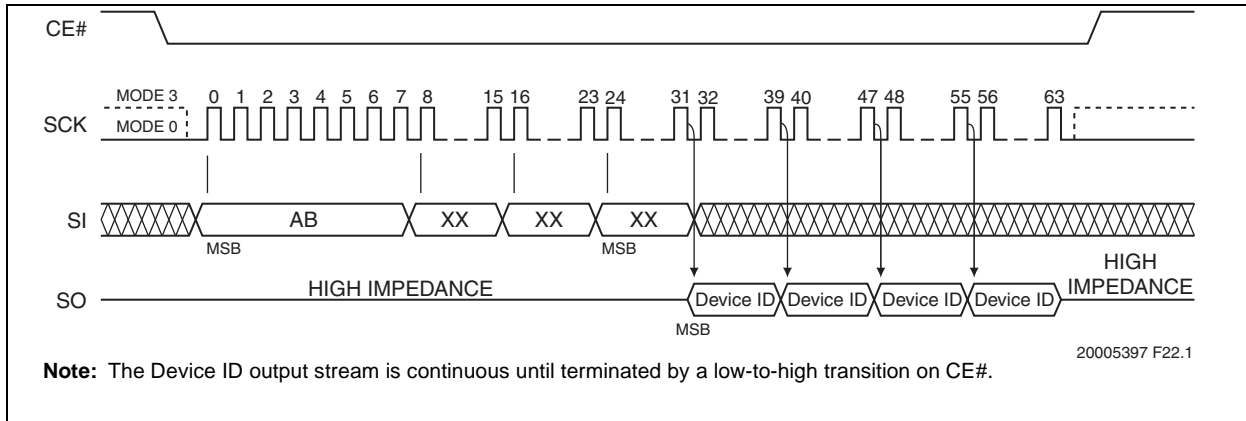 CE#
MODE 3
0 1 2 3 4 5 6 7 8 15 16 23 24 31 32 39 40 47 48 55 56 63
SCK
MODE 0
SI
AB
XX
XX
XX
MSB
MSB
HIGH IMPEDANCE
HIGH IMPEDANCE
SO
Device ID
Device ID
Device ID
Device ID
MSB
20005397 F22.1
Note: The Device ID output stream is continuous until terminated by a low-to-high transition on CE#.